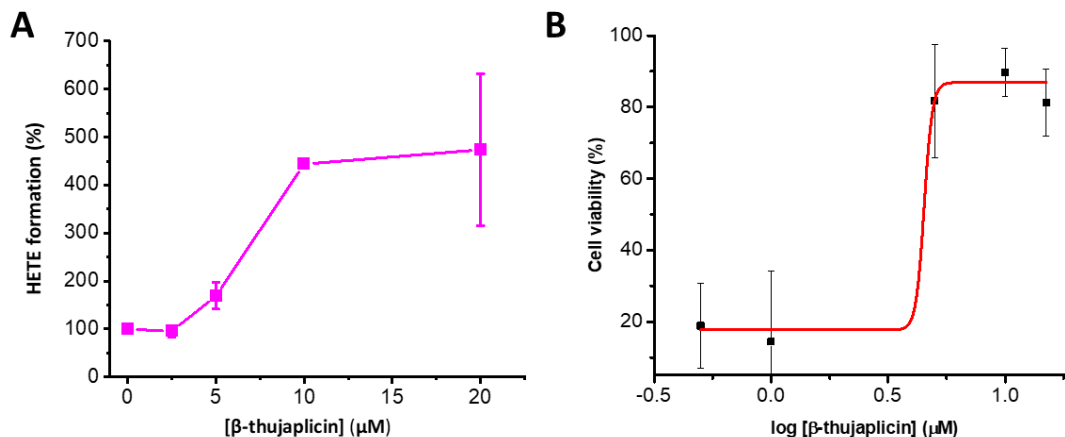 A
HETE formation (%)
700
600
500
400
300
200
100
0
0 5 10 15 20
[β-thujaplicin] (μM)
B
Cell viability (%)
100
80
60
40
20
-0.5 0.0 0.5 1.0
log [β-thujaplicin] (μM)